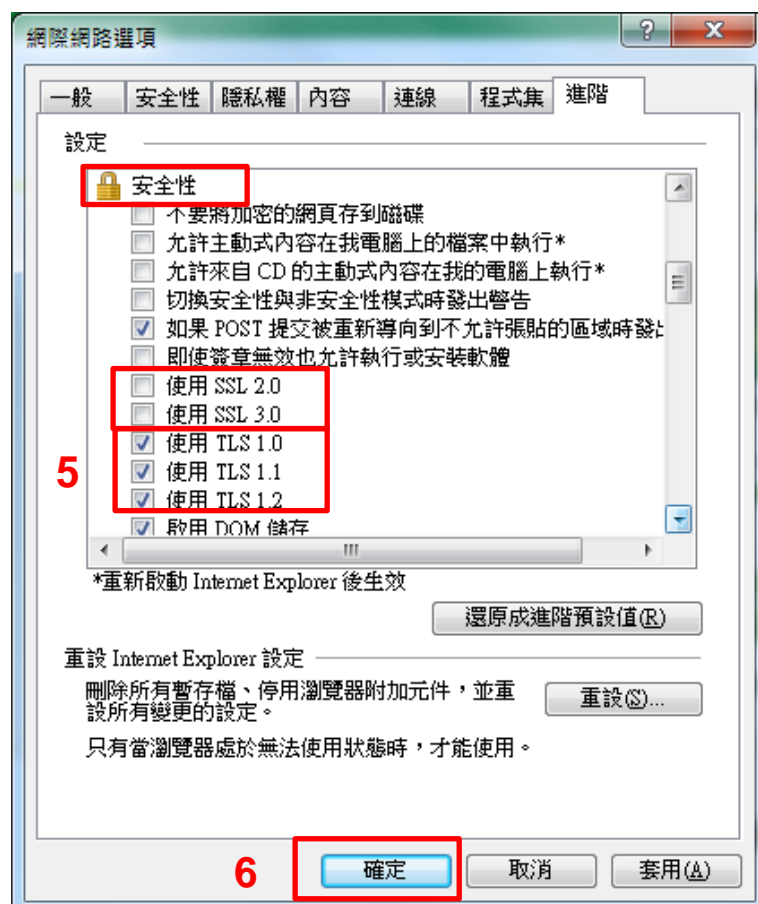 網際網路選項
一般 安全性 隱私權 內容 連線 程式集 進階
設定
安全性
不要將加密的網頁存到磁碟
允許主動式內容在我電腦上的檔案中執行*
允許來自 CD 的主動式內容在我的電腦上執行*
切換安全性與非安全性模式時發出警告
如果 POST 提交被重新導向到不允許張貼的區域時發出
即使簽章無效也允許執行或安裝軟體
使用 SSL 2.0
使用 SSL 3.0
使用 TLS 1.0
5
使用 TLS 1.1
使用 TLS 1.2
啟用 DOM 儲存
*重新啟動 Internet Explorer 後生效
還原成進階預設值(R)
重設 Internet Explorer 設定
刪除所有暫存檔、停用瀏覽器附加元件，並重
設所有變更的設定。
重設(S)...
只有當瀏覽器處於無法使用狀態時，才能使用。
6
確定 取消 套用(A)